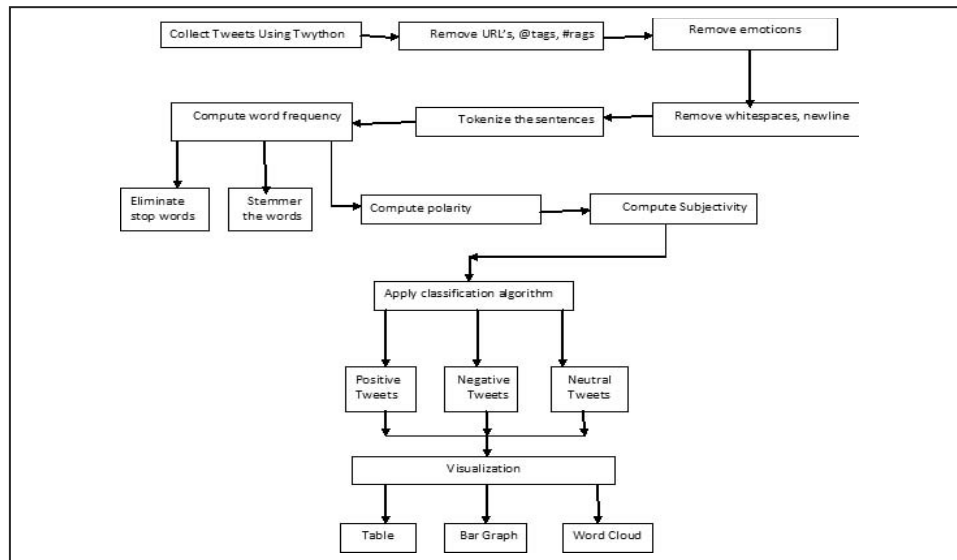 Collect Tweets Using Twython
Remove URL's, @tags, #rags
Remove emoticons
Compute word frequency
Tokenize the sentences
Remove whitespaces, newline
Eliminate
stop words
Stemmer
the words
Compute polarity
Compute Subjectivity
Apply classification algorithm
Positive
Tweets
Negative
Tweets
Neutral
Tweets
Visualization
Table
Bar Graph
Word Cloud